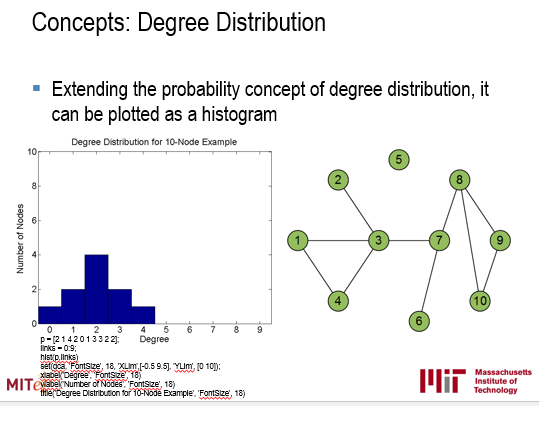 Concepts: Degree Distribution
Extending the probability concept of degree distribution, it
can be plotted as a histogram
Degree Distribution for 10-Node Example
10
8
6
4
2
0
Number of Nodes
0 1 2 3 4 5 6 7 8 9
Degree
p = [2 1 4 2 0 1 3 3 2 2];
links = 0:9;
hist(p,links)
set(gca, 'FontSize', 18, 'XLim',[-0.5 9.5], 'YLim', [0 10]);
xlabel('Degree', 'FontSize', 18)
ylabel('Number of Nodes', 'FontSize', 18)
title('Degree Distribution for 10-Node Example', 'FontSize', 18)
5
2
8
1
3
7
9
4
10
6
MIT
Massachusetts
Institute of
Technology